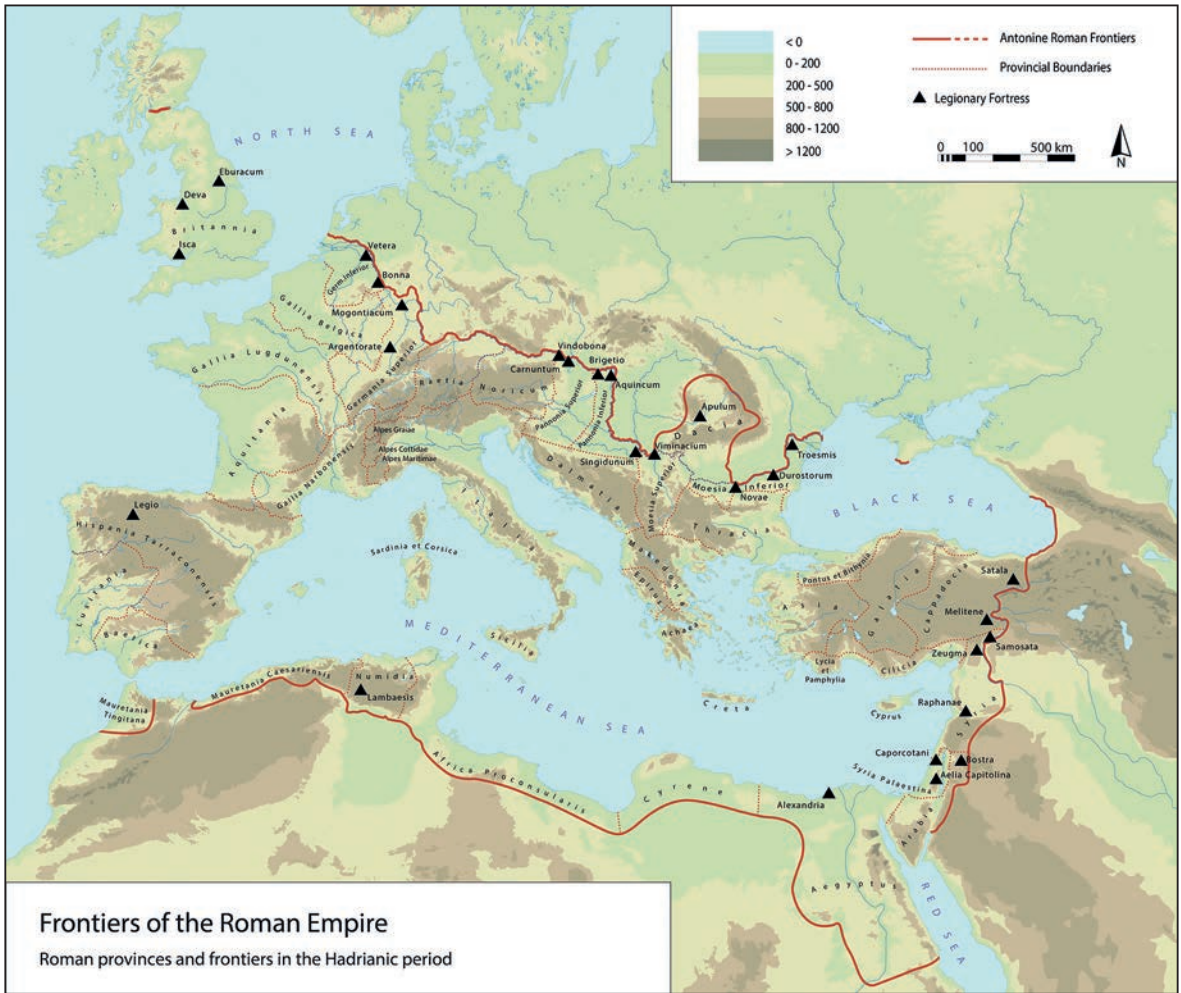 < 0
0 - 200
200 - 500
500 - 800
800 - 1200
> 1200
Antonine Roman Frontiers
Provincial Boundaries
Legionary Fortress
0 100 500 km
N
NORTH SEA
Eburacum
Deva
Britannia
Isca
Vetera
Germ.Inferior
Bonna
Mogontiacum
Gallia Belgica
Argentorate
Gallia Lugdunensis
Germania Superior
Raetia
Noricum
Vindobona
Carnuntum
Brigetio
Aquincum
Pannonia Superior
Pannonia Inferior
Apulum
Dacia
Aquitania
Alpes Graiae
Alpes Cottidae
Alpes Maritimae
Gallia Narbonensis
Singidunum
Viminacium
Troesmis
Durostorum
Moesia Inferior
Novae
Moesia Superior
Dalmatia
Italia
Thracia
BLACK SEA
Legio
Hispania Tarraconensis
Lusitania
Baetica
Sardinia et Corsica
Makedonia
Epirus
Achaea
Sicilia
MEDITERRANEAN SEA
Pontus et Bithynia
Asia
Galatia
Cappadocia
Satala
Melitene
Samosata
Zeugma
Lycia
et
Pamphylia
Cilicia
Creta
Cyprus
Raphanae
Syria
Caporcotani
Bostra
Aelia Capitolina
Syria Palaestina
Arabia
Alexandria
Mauretania
Tingitana
Mauretania Caesariensis
Numidia
Lambaesis
Africa Proconsularis
Cyrene
Aegyptus
RED SEA
Frontiers of the Roman Empire
Roman provinces and frontiers in the Hadrianic period